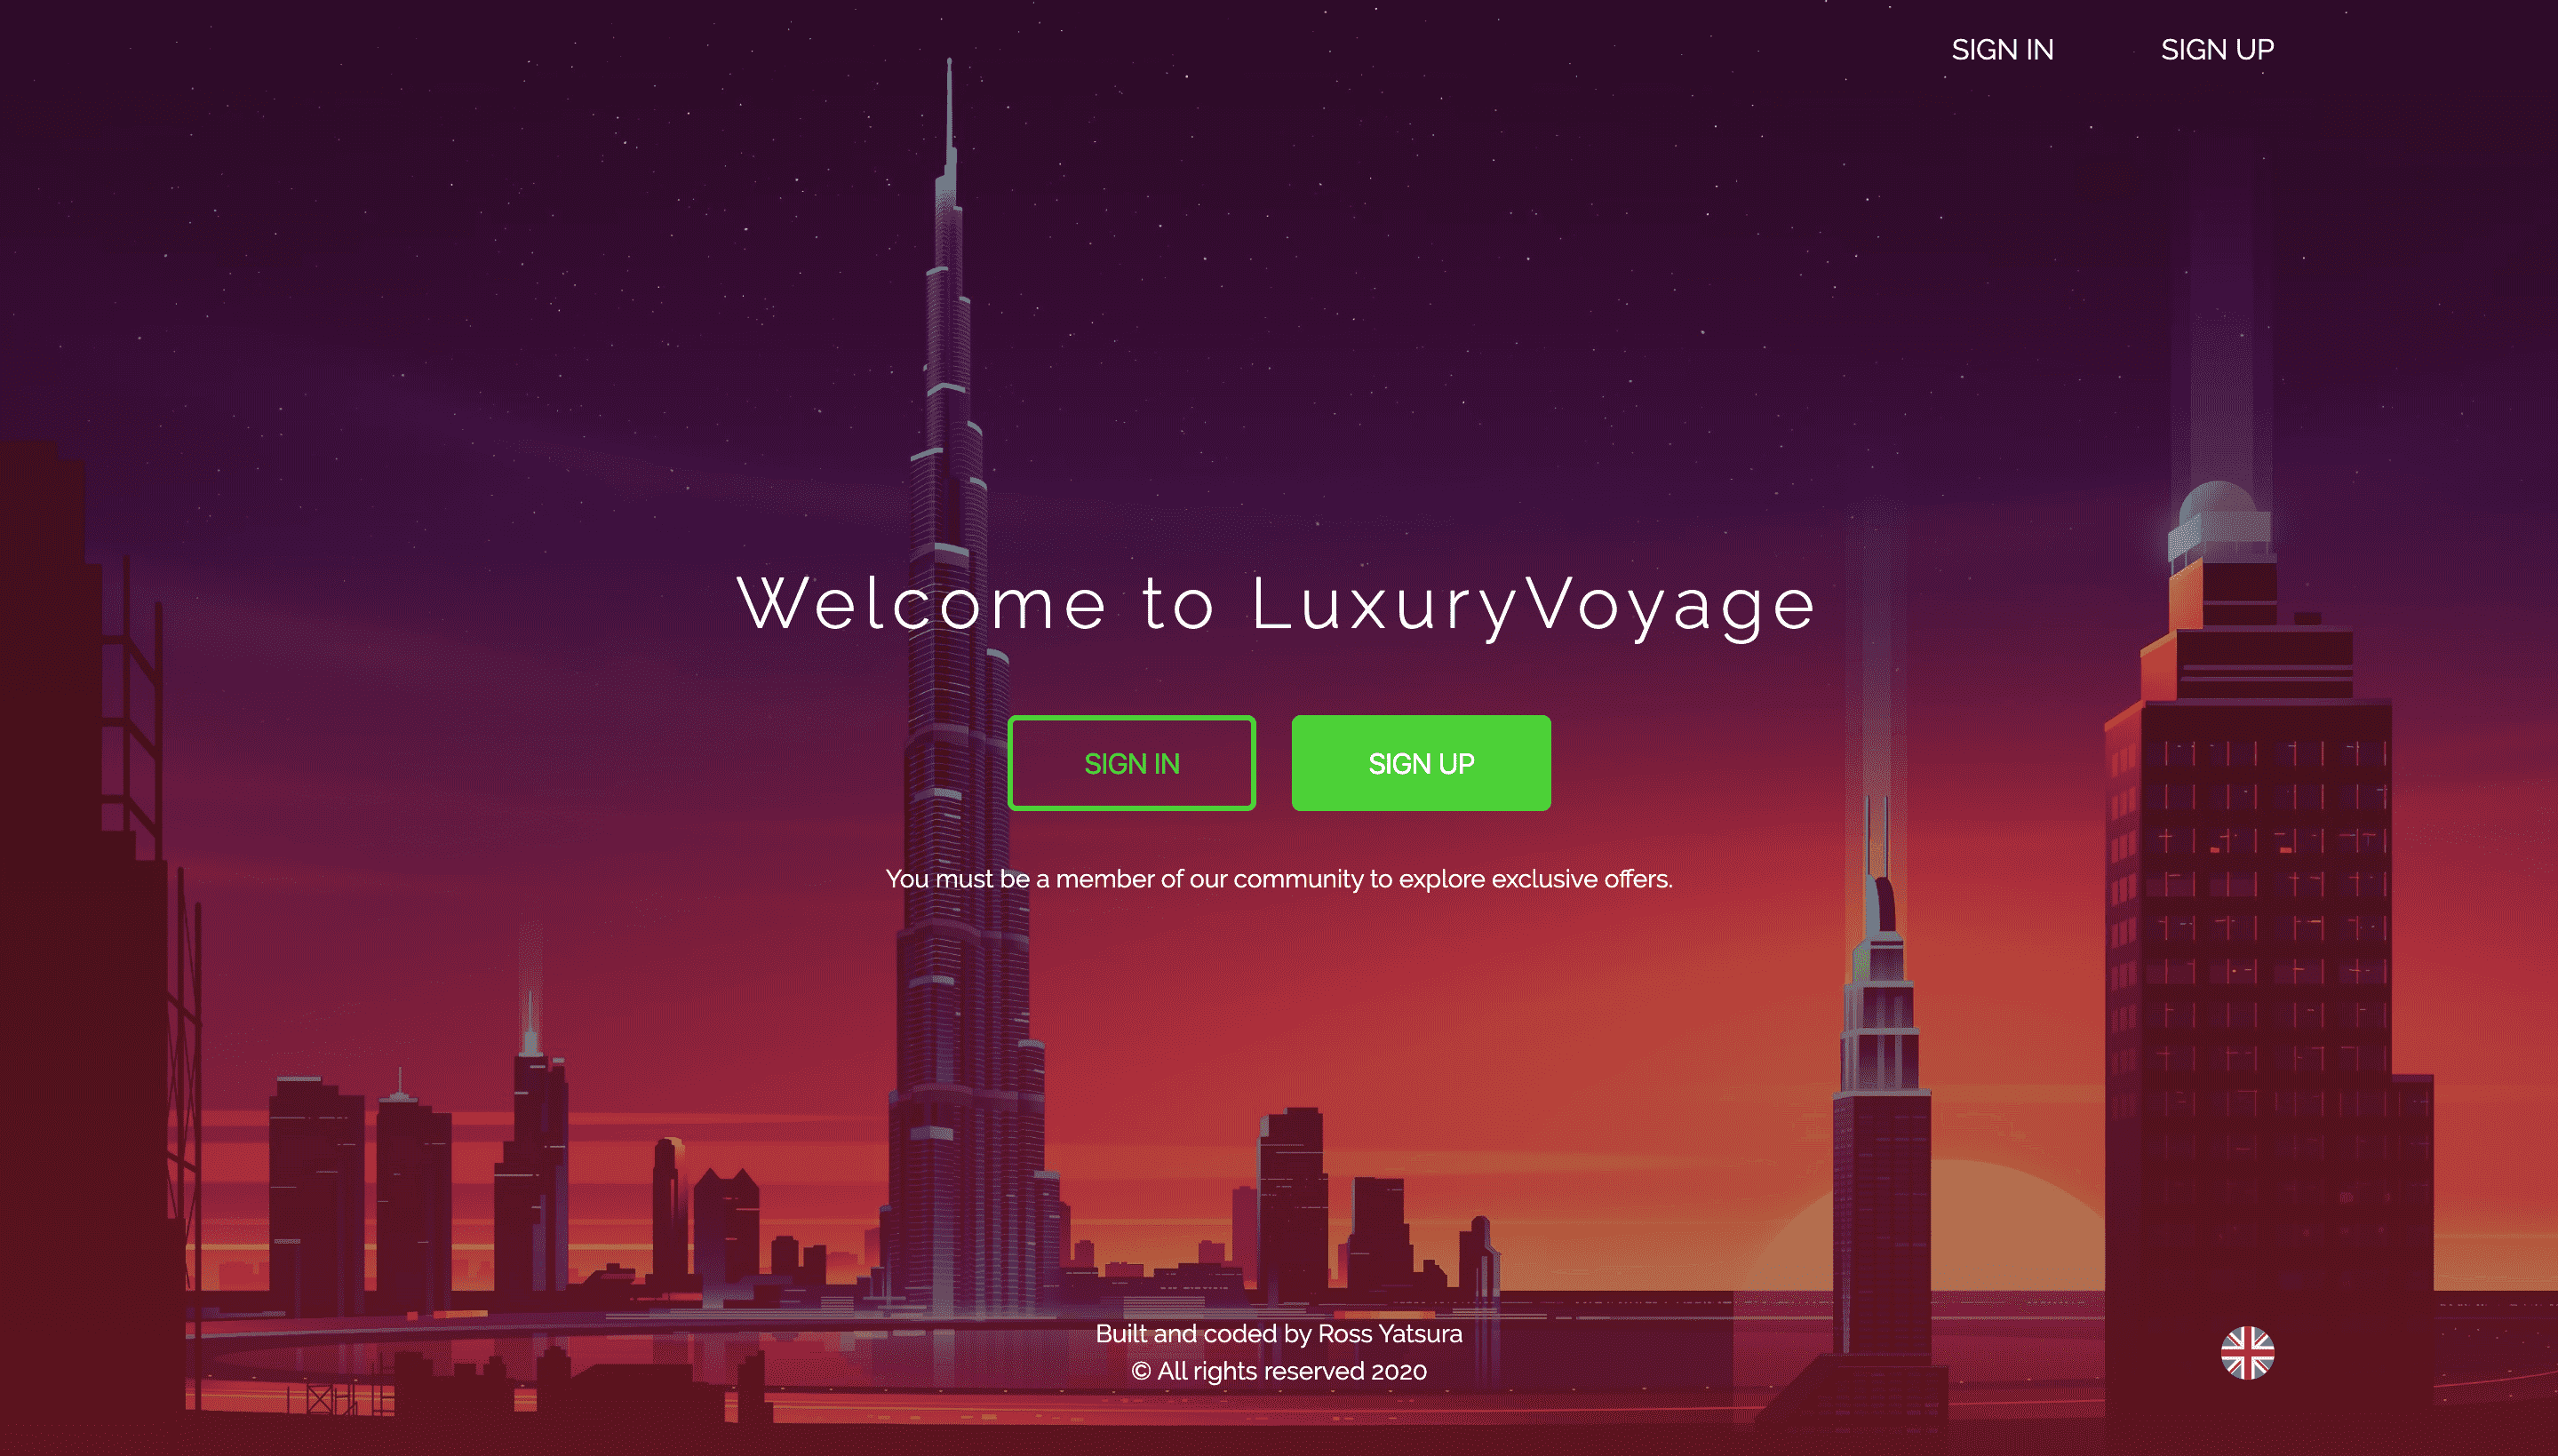 SIGN IN SIGN UP
Welcome to LuxuryVoyage
SIGN IN SIGN UP
You must be a member of our community to explore exclusive offers.
Built and coded by Ross Yatsura
© All rights reserved 2020